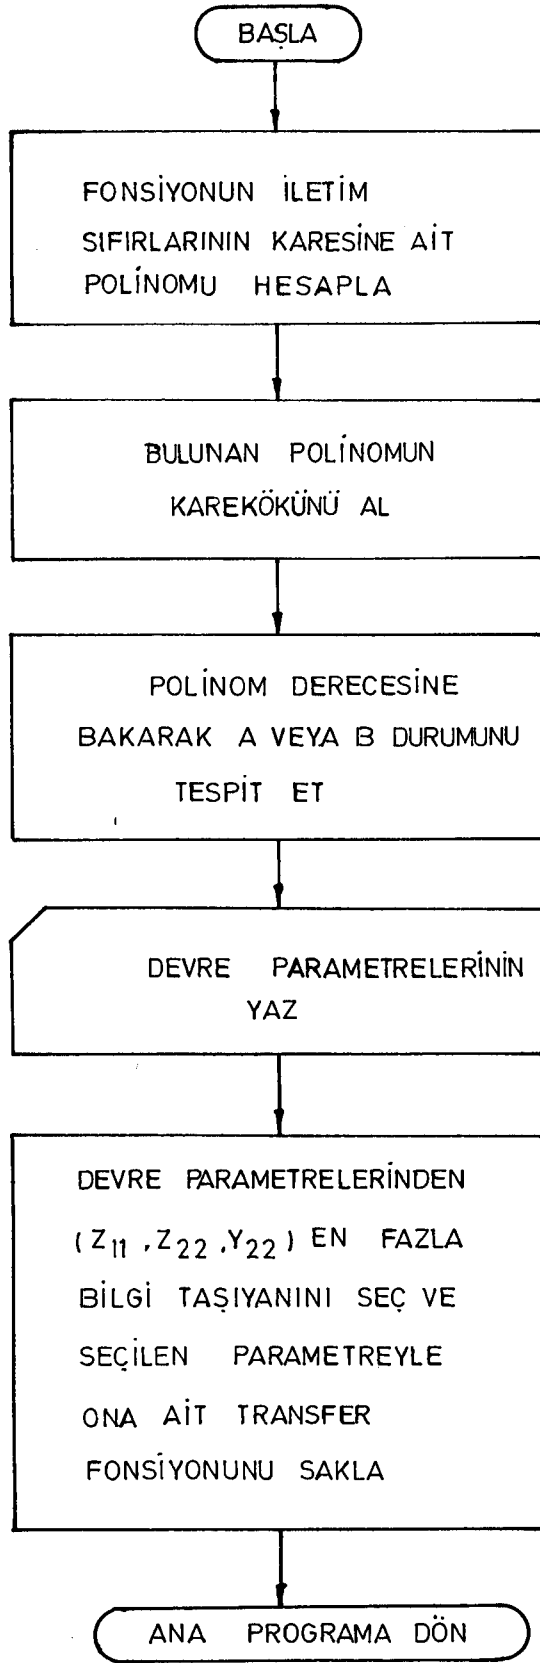 BAŞLA
FONSİYONUN İLETİM
SIFIRLARININ KARESİNE AİT
POLİNOMU HESAPLA
BULUNAN POLİNOMUN
KAREKÖKÜNÜ AL
POLİNOM DERECESİNE
BAKARAK A VEYA B DURUMUNU
TESPİT ET
DEVRE PARAMETRELERİNİN
YAZ
DEVRE PARAMETRELERİNDEN
(Z₁₁ ,Z₂₂ ,Y₂₂) EN FAZLA
BİLGİ TAŞIYANINI SEÇ VE
SEÇİLEN PARAMETREYLE
ONA AİT TRANSFER
FONSİYONUNU SAKLA
ANA PROGRAMA DÖN